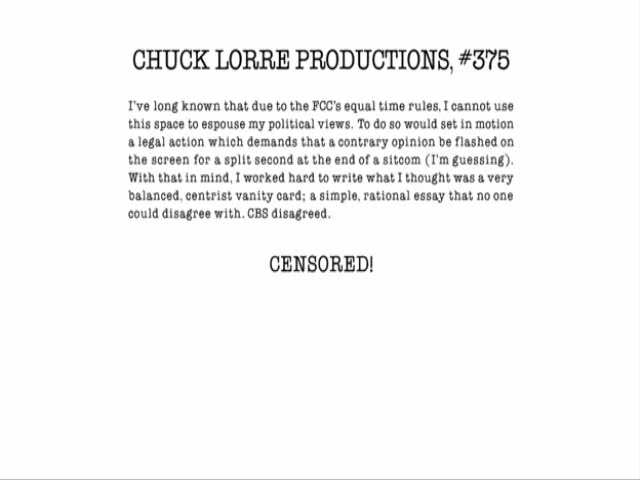 CHUCK LORRE PRODUCTIONS, #375
I've long known that due to the FCC's equal time rules, I cannot use
this space to espouse my political views. To do so would set in motion
a legal action which demands that a contrary opinion be flashed on
the screen for a split second at the end of a sitcom (I'm guessing).
With that in mind, I worked hard to write what I thought was a very
balanced, centrist vanity card; a simple, rational essay that no one
could disagree with. CBS disagreed.
CENSORED!